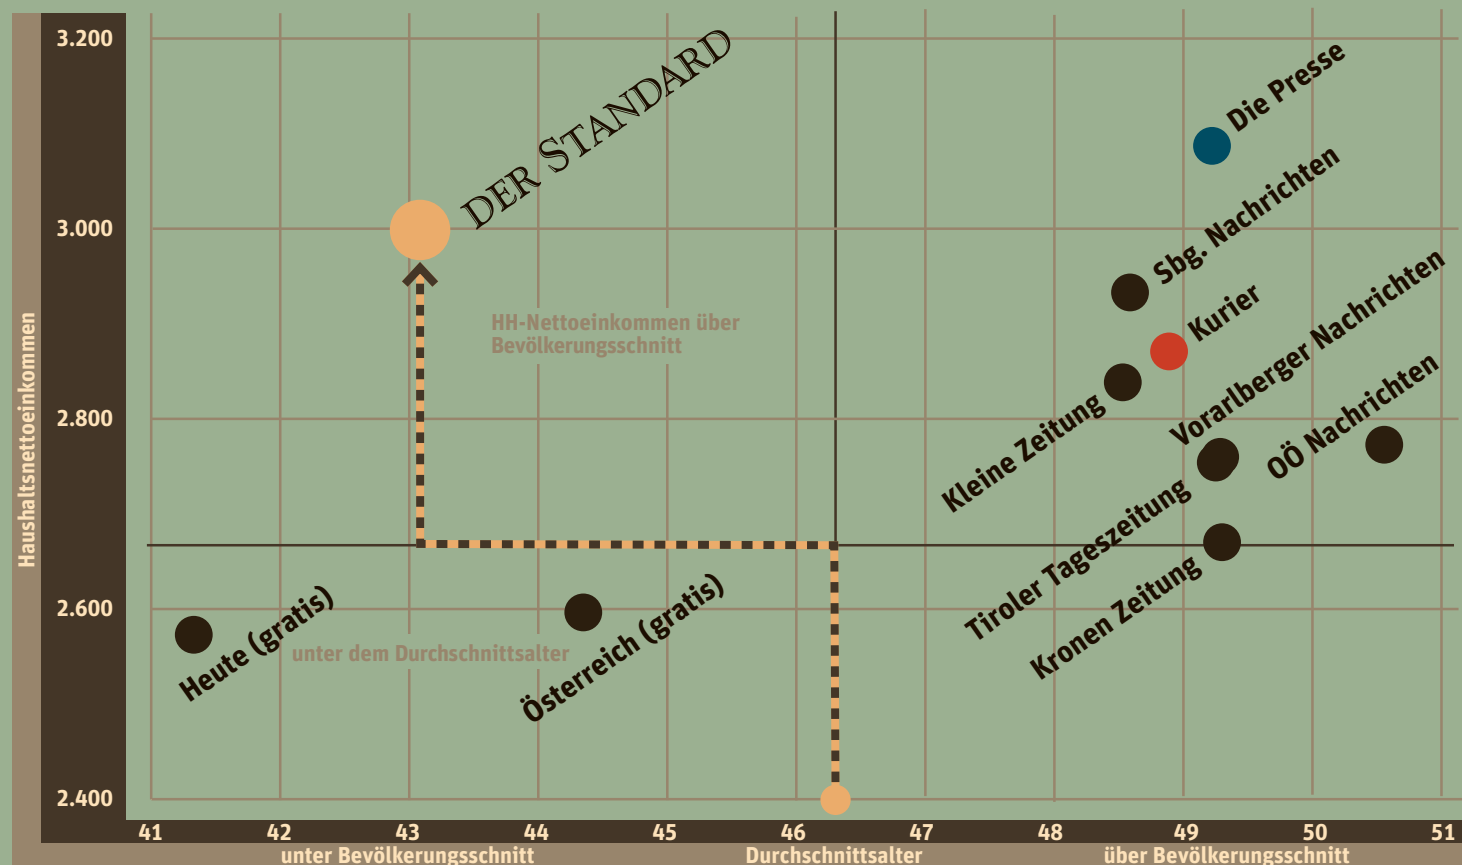 3.200
3.000
2.800
2.600
2.400
Haushaltsnettoeinkommen
DER STANDARD
Die Presse
Sbg. Nachrichten
Kurier
Vorarlberger Nachrichten
Kleine Zeitung
OÖ Nachrichten
Tiroler Tageszeitung
Kronen Zeitung
HH-Nettoeinkommen über
Bevölkerungsschnitt
Heute (gratis)
unter dem Durchschnittsalter
Österreich (gratis)
41 42 43 44 45 46 47 48 49 50 51
unter Bevölkerungsschnitt Durchschnittsalter über Bevölkerungsschnitt